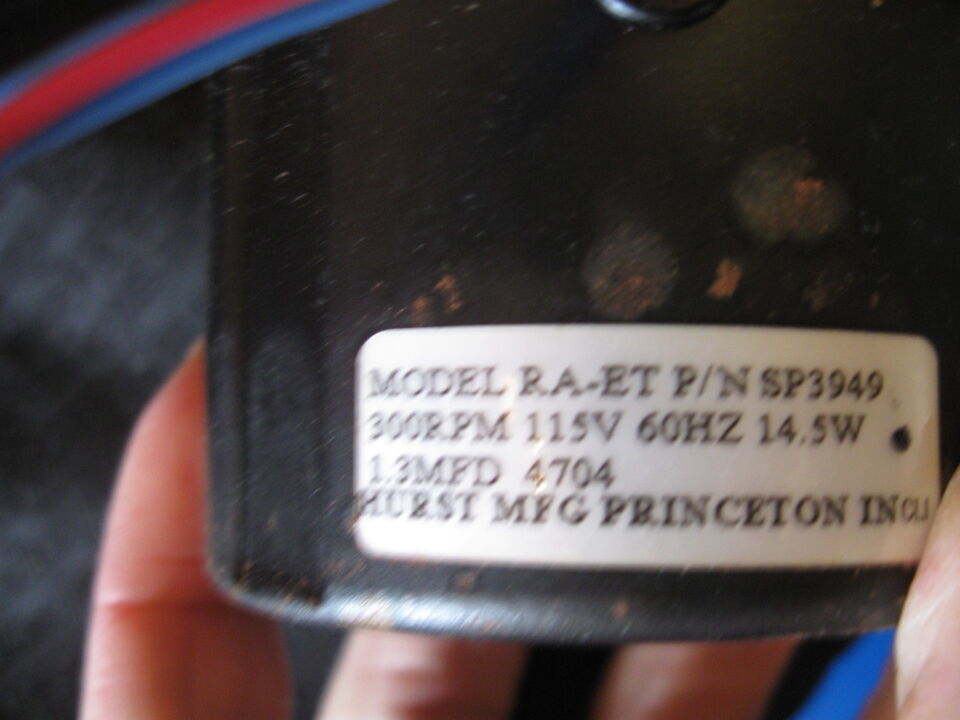 MODEL RA-ET P/N SP3949
300RPM 115V 60HZ 14.5W
1.3MFD 4704
HURST MFG PRINCETON IN